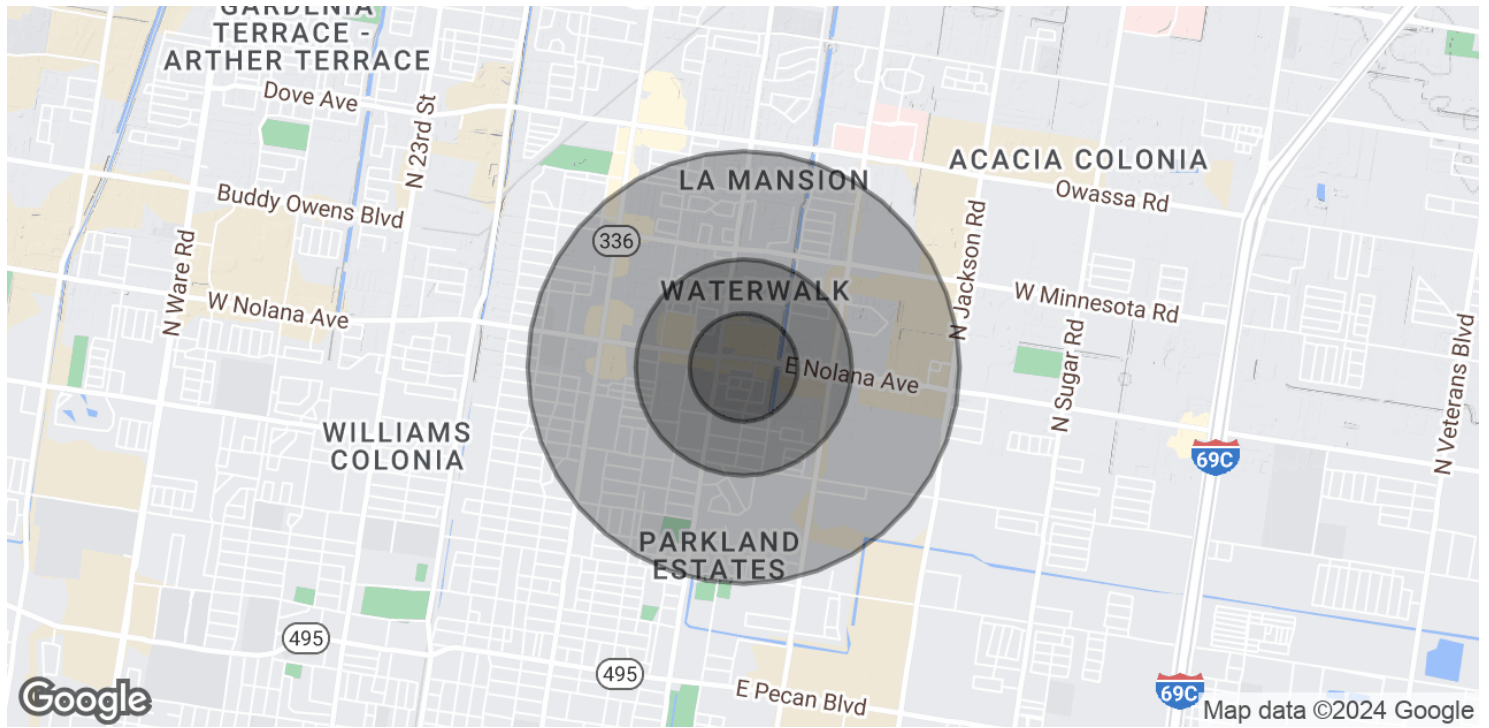 GARDENIA
TERRACE -
ARTHER TERRACE
Dove Ave
N 23rd St
Buddy Owens Blvd
N Ware Rd
W Nolana Ave
WILLIAMS
COLONIA
336
LA MANSION
WATERWALK
E Nolana Ave
PARKLAND
ESTATES
ACACIA COLONIA
Owassa Rd
N Jackson Rd
W Minnesota Rd
N Sugar Rd
N Veterans Blvd
69C
495
495
E Pecan Blvd
69C
Google
Map data ©2024 Google